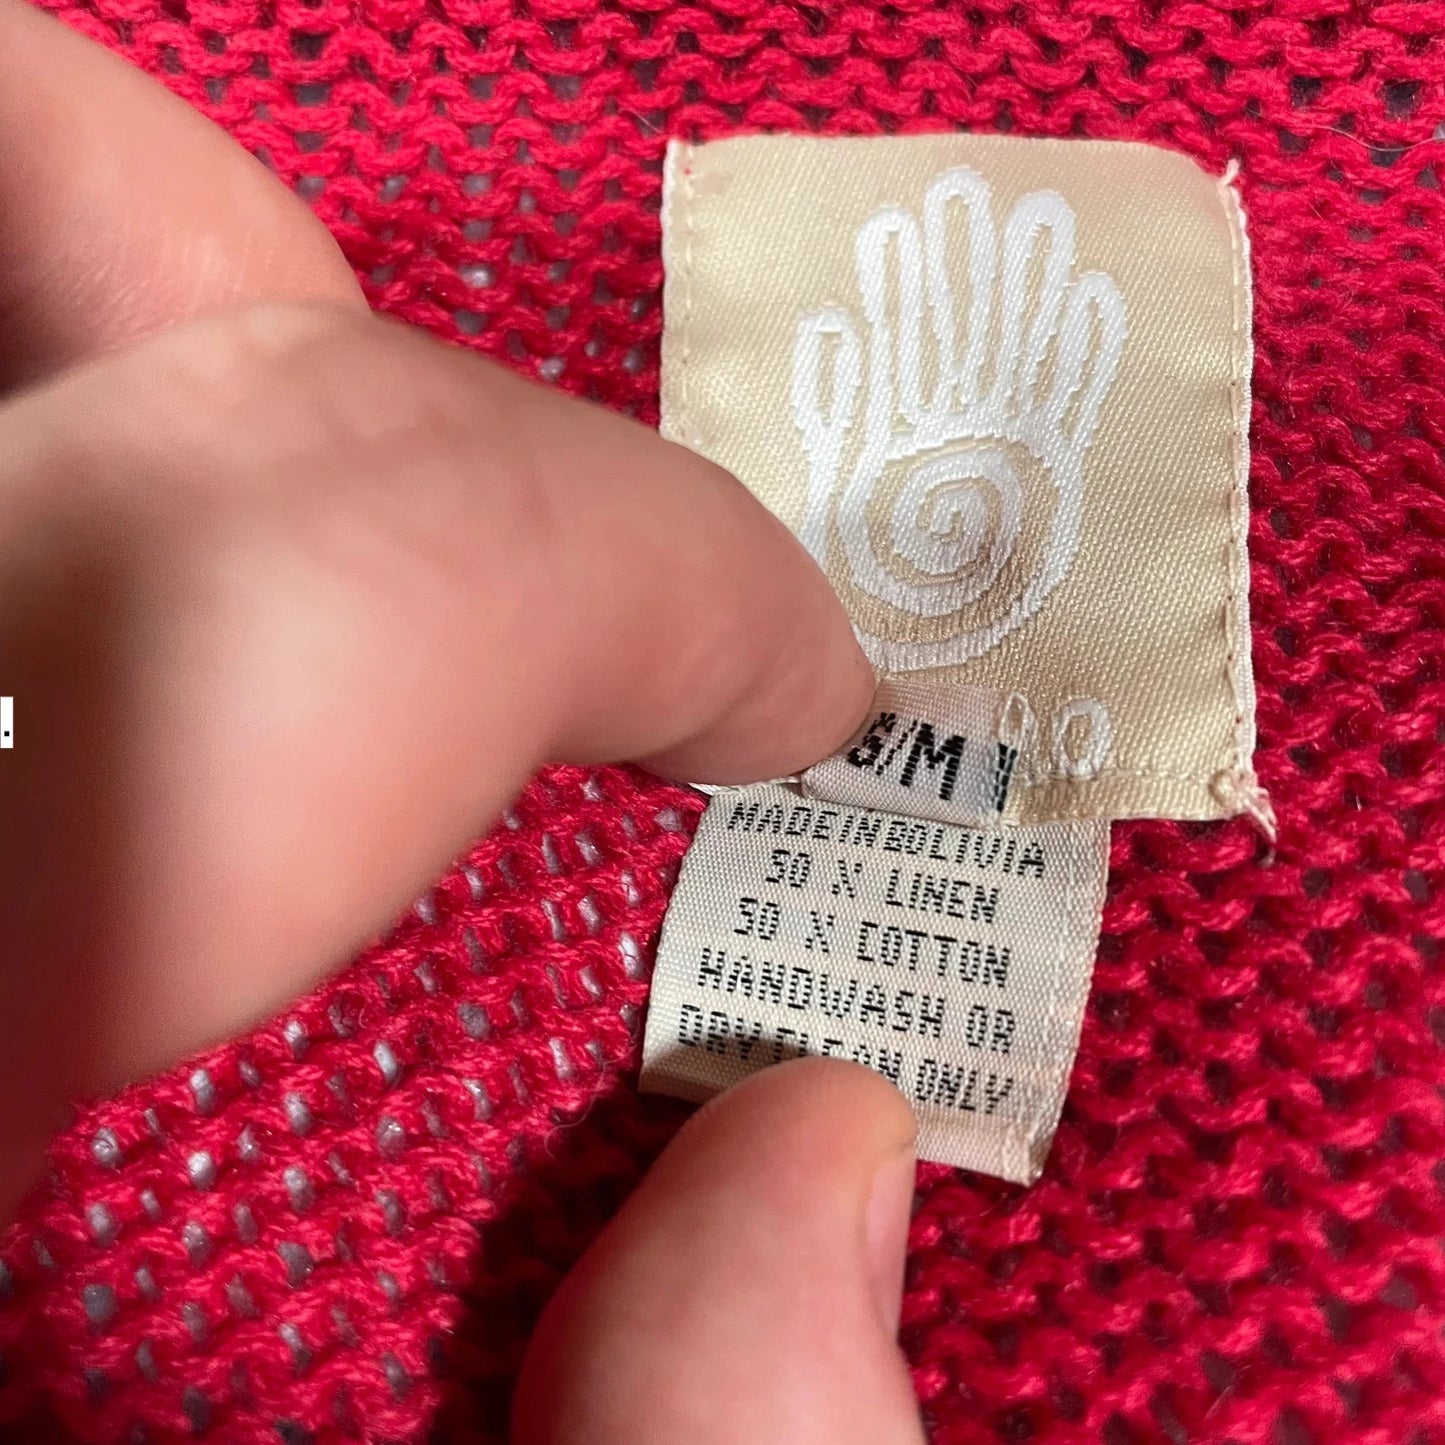 S/M
MADEINBOLIVIA
50 % LINEN
50 % COTTON
HANDWASH OR
DRY CLEAN ONLY
.